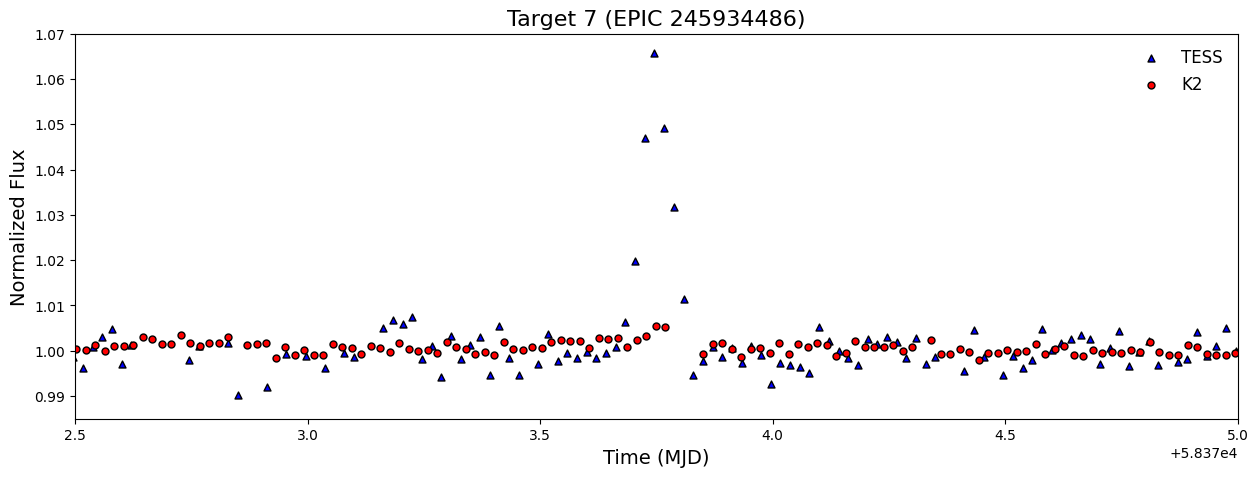 Target 7 (EPIC 245934486)
Normalized Flux
1.07
1.06
1.05
1.04
1.03
1.02
1.01
1.00
0.99
TESS
K2
2.5 3.0 3.5 4.0 4.5 5.0
Time (MJD)
+5.837e4